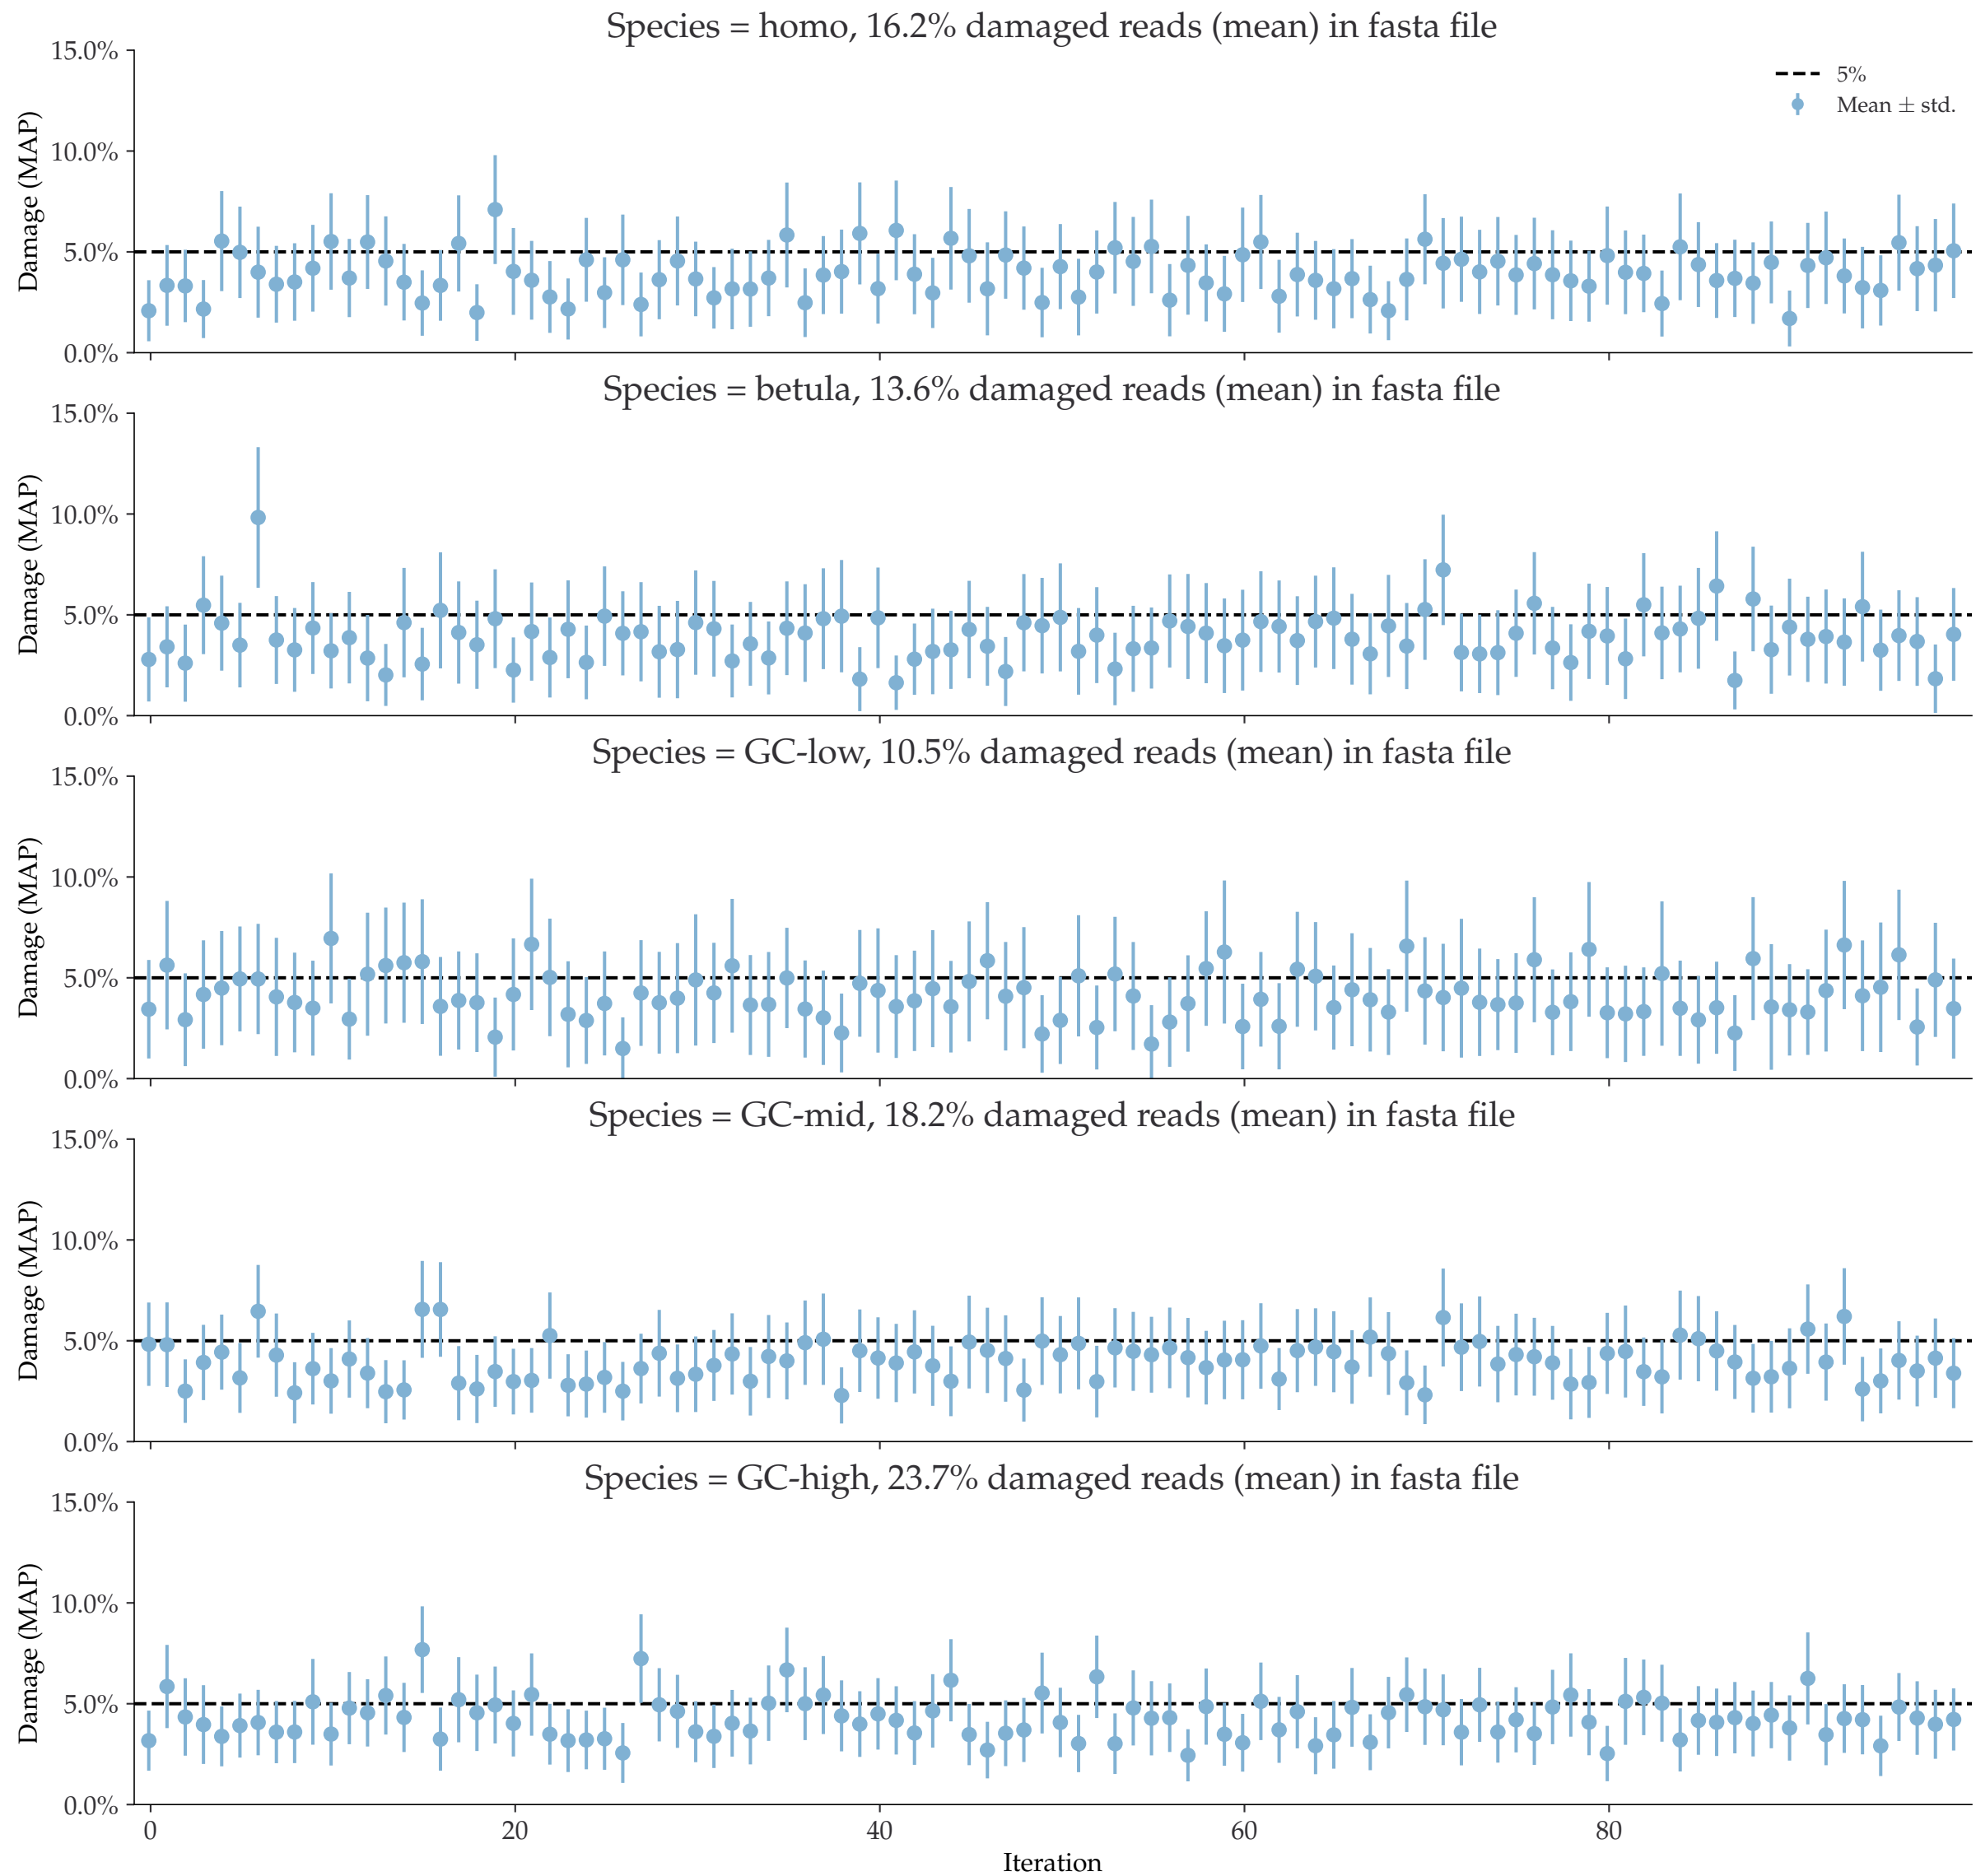 Species = homo, 16.2% damaged reads (mean) in fasta file
15.0%
10.0%
5.0%
0.0%
Damage (MAP)
5%
Mean ± std.
Species = betula, 13.6% damaged reads (mean) in fasta file
15.0%
10.0%
5.0%
0.0%
Damage (MAP)
Species = GC-low, 10.5% damaged reads (mean) in fasta file
15.0%
10.0%
5.0%
0.0%
Damage (MAP)
Species = GC-mid, 18.2% damaged reads (mean) in fasta file
15.0%
10.0%
5.0%
0.0%
Damage (MAP)
Species = GC-high, 23.7% damaged reads (mean) in fasta file
15.0%
10.0%
5.0%
0.0%
Damage (MAP)
0 20 40 60 80
Iteration